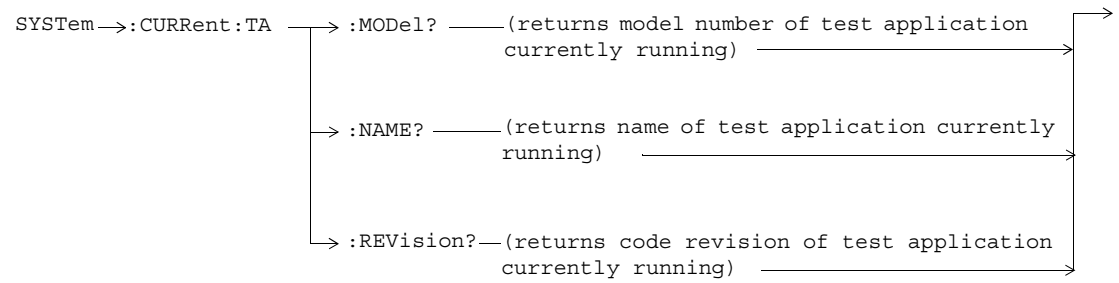 SYSTem :CURRent:TA :MODel? (returns model number of test application
currently running)
:NAME? (returns name of test application currently
running)
:REVision? (returns code revision of test application
currently running)